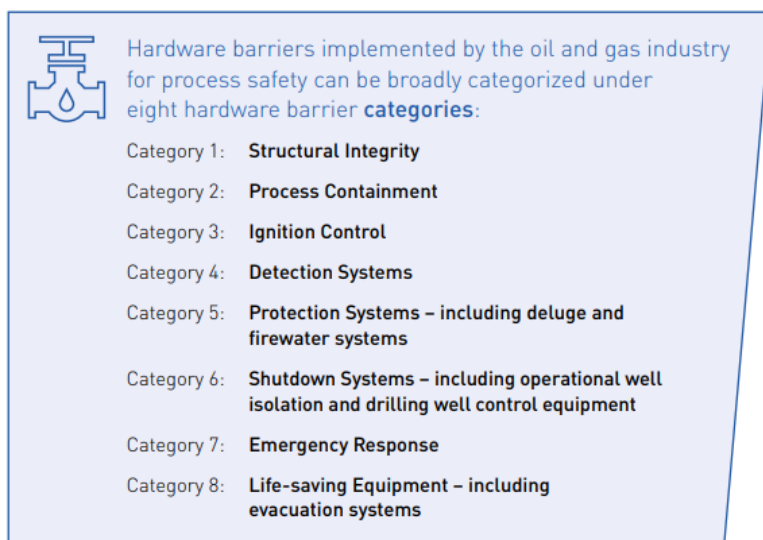 Hardware barriers implemented by the oil and gas industry
for process safety can be broadly categorized under
eight hardware barrier categories:
Category 1: Structural Integrity
Category 2: Process Containment
Category 3: Ignition Control
Category 4: Detection Systems
Category 5: Protection Systems – including deluge and
firewater systems
Category 6: Shutdown Systems – including operational well
isolation and drilling well control equipment
Category 7: Emergency Response
Category 8: Life-saving Equipment – including
evacuation systems